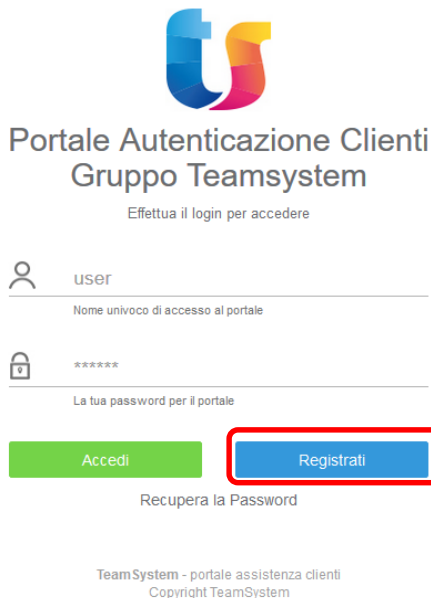 ts
Portale Autenticazione Clienti
Gruppo Teamsystem
Effettua il login per accedere
user
Nome univoco di accesso al portale
******
La tua password per il portale
Accedi
Registrati
Recupera la Password
TeamSystem - portale assistenza clienti
Copyright TeamSystem